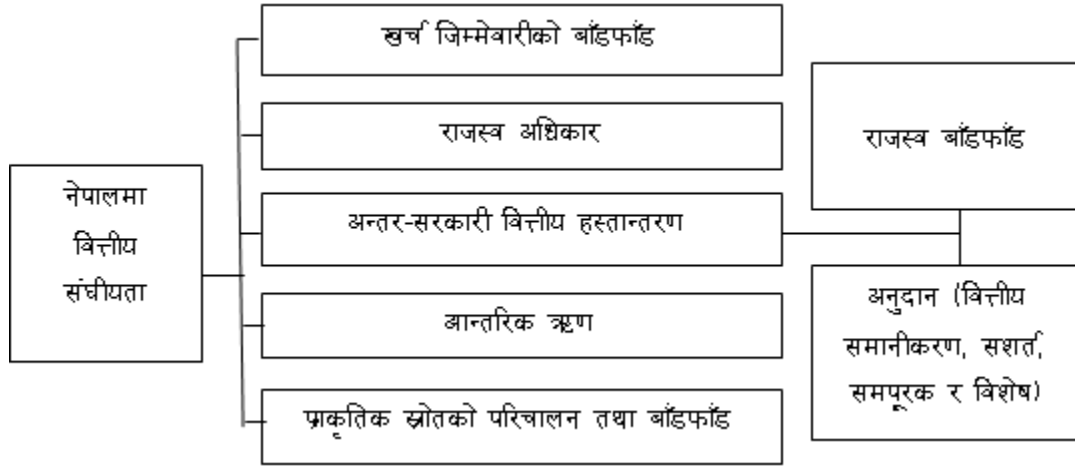 खर्च जिम्मेवारीको बाँडफाँड
राजस्व अधिकार
राजस्व बाँडफाँड
नेपालमा
वित्तीय
संघीयता
अन्तर-सरकारी वित्तीय हस्तान्तरण
आन्तरिक ऋण
अनुदान (वित्तीय
समानीकरण, सशर्त,
समपूरक र विशेष)
प्राकृतिक स्रोतको परिचालन तथा बाँडफाँड